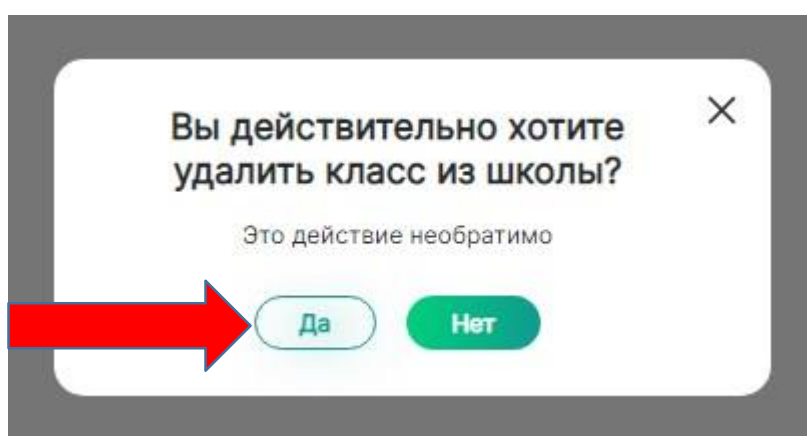 Вы действительно хотите
удалить класс из школы?
Это действие необратимо
Да
Нет